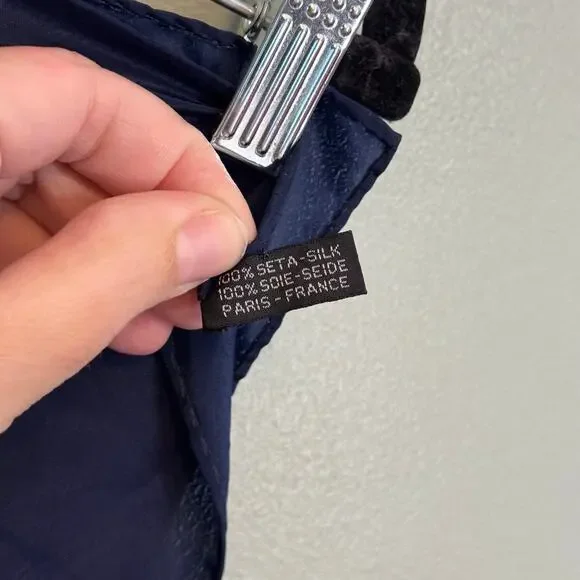 100% SETA-SILK
100% SOIE-SEIDE
PARIS-FRANCE